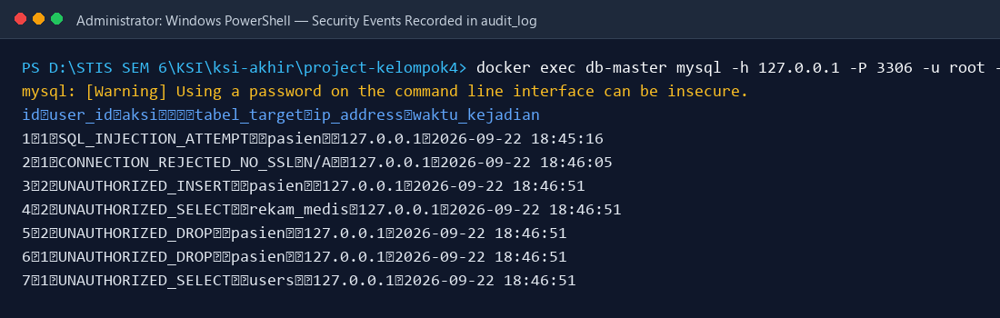 Administrator: Windows PowerShell — Security Events Recorded in audit_log
PS D:\STIS SEM 6\KSI\ksi-akhir\project-kelompok4> docker exec db-master mysql -h 127.0.0.1 -P 3306 -u root -
mysql: [Warning] Using a password on the command line interface can be insecure.
id⍰user_id⍰aksi⍰⍰⍰⍰tabel_target⍰ip_address⍰waktu_kejadian
1⍰1⍰SQL_INJECTION_ATTEMPT⍰⍰pasien⍰⍰127.0.0.1⍰2026-09-22 18:45:16
2⍰1⍰CONNECTION_REJECTED_NO_SSL⍰N/A⍰⍰127.0.0.1⍰2026-09-22 18:46:05
3⍰2⍰UNAUTHORIZED_INSERT⍰⍰pasien⍰⍰127.0.0.1⍰2026-09-22 18:46:51
4⍰2⍰UNAUTHORIZED_SELECT⍰⍰rekam_medis⍰127.0.0.1⍰2026-09-22 18:46:51
5⍰2⍰UNAUTHORIZED_DROP⍰⍰pasien⍰⍰127.0.0.1⍰2026-09-22 18:46:51
6⍰1⍰UNAUTHORIZED_DROP⍰⍰pasien⍰⍰127.0.0.1⍰2026-09-22 18:46:51
7⍰1⍰UNAUTHORIZED_SELECT⍰⍰users⍰⍰127.0.0.1⍰2026-09-22 18:46:51